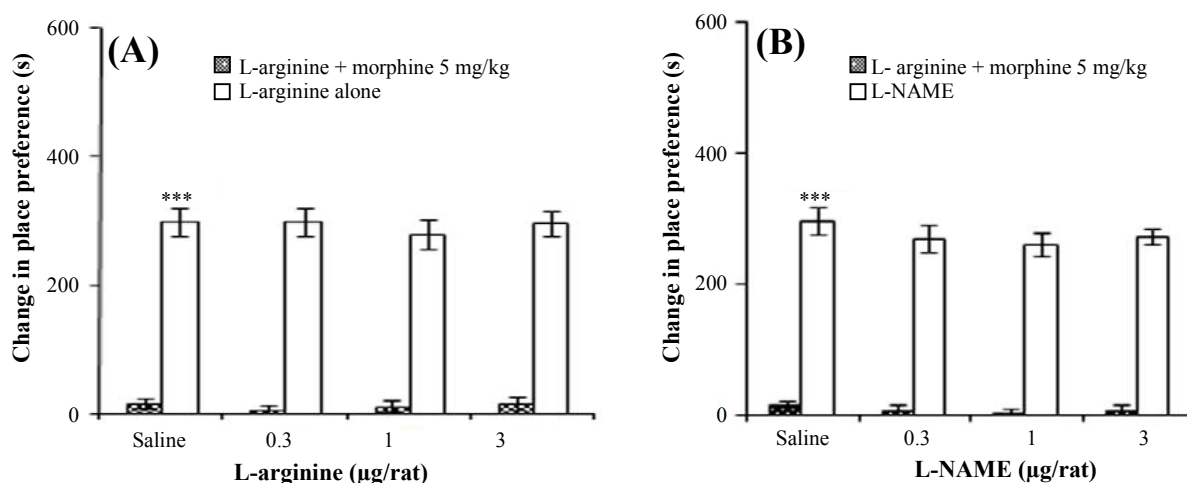 (A)
Change in place preference (s)
600
400
200
0
L-arginine + morphine 5 mg/kg
L-arginine alone
***
Saline 0.3 1 3
L-arginine (µg/rat)
(B)
Change in place preference (s)
600
400
200
0
L- arginine + morphine 5 mg/kg
L-NAME
***
Saline 0.3 1 3
L-NAME (µg/rat)